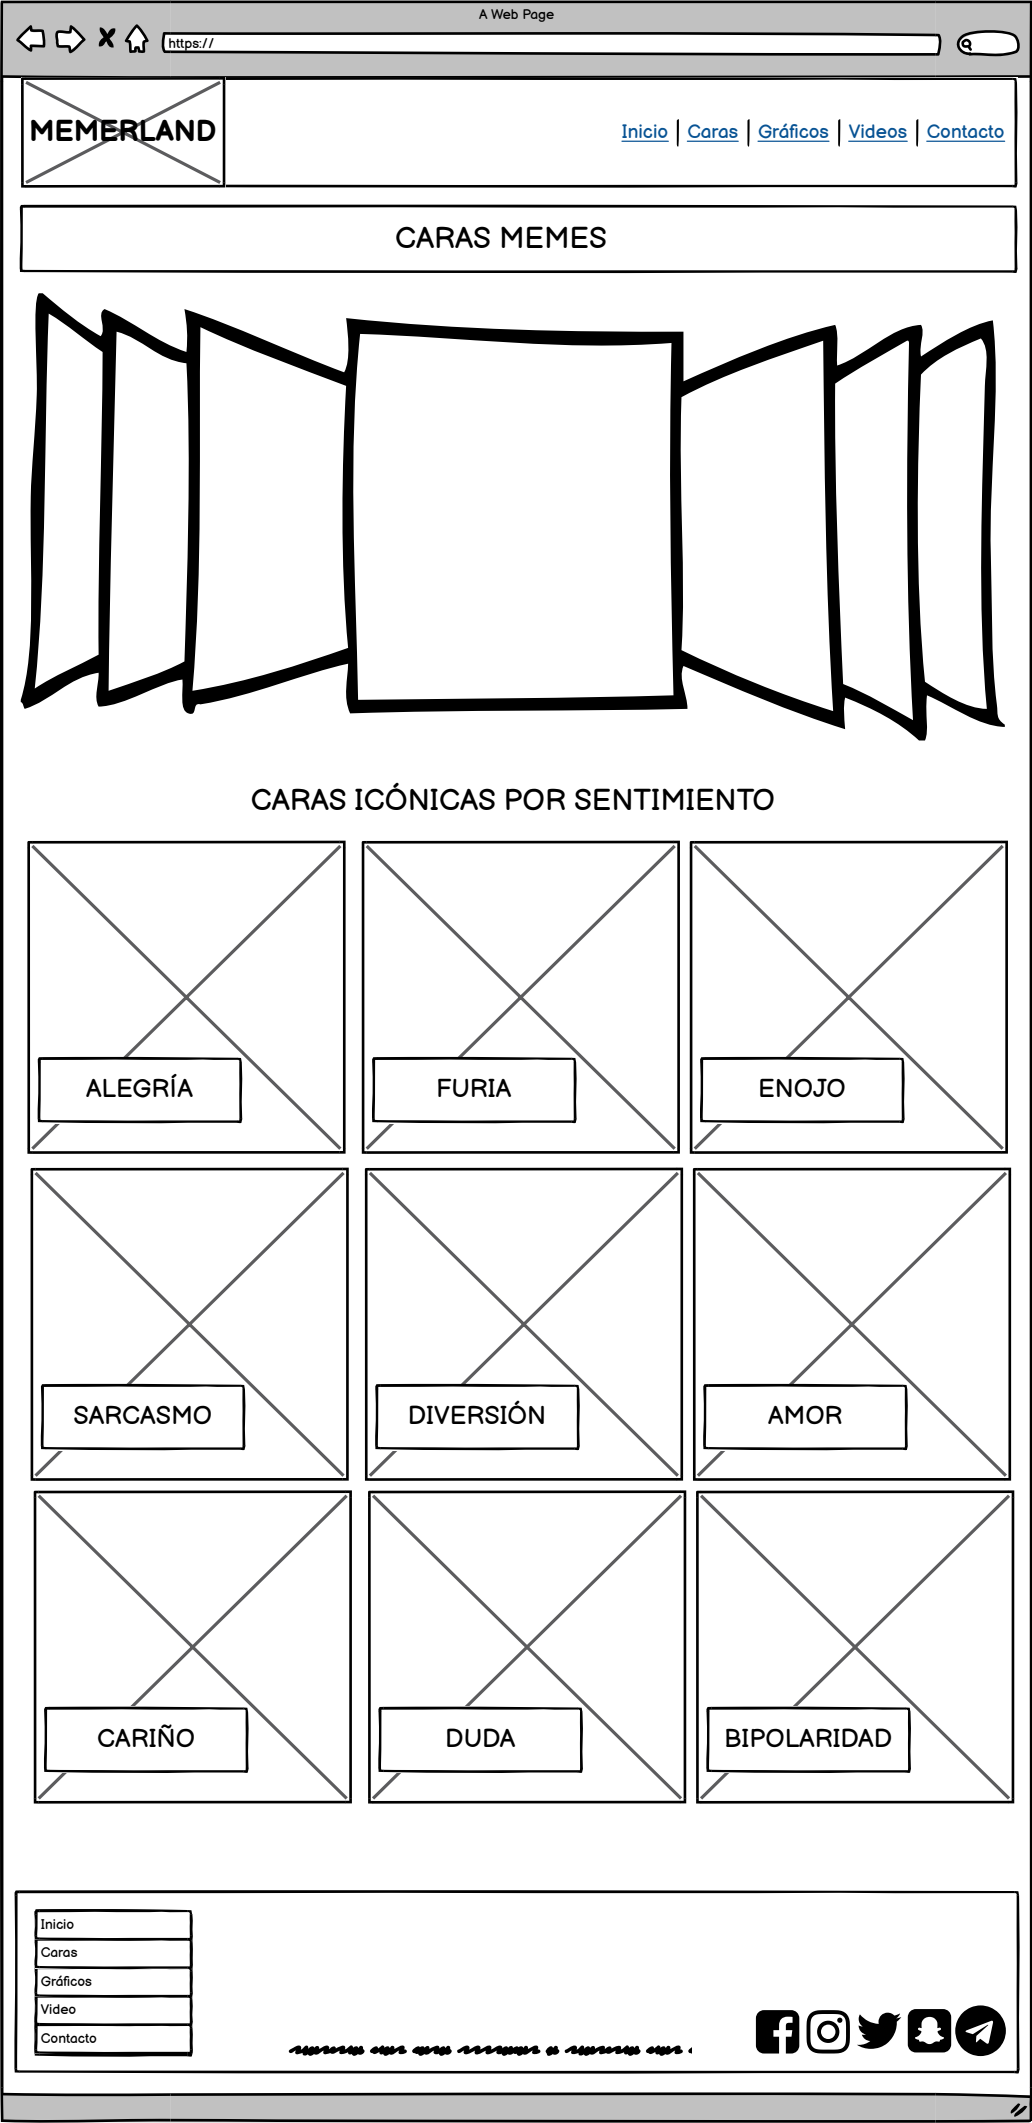 A Web Page
https://
MEMERLAND
Inicio | Caras | Gráficos | Videos | Contacto
CARAS MEMES
CARAS ICÓNICAS POR SENTIMIENTO
ALEGRÍA
FURIA
ENOJO
SARCASMO
DIVERSIÓN
AMOR
CARIÑO
DUDA
BIPOLARIDAD
Inicio
Caras
Gráficos
Video
Contacto